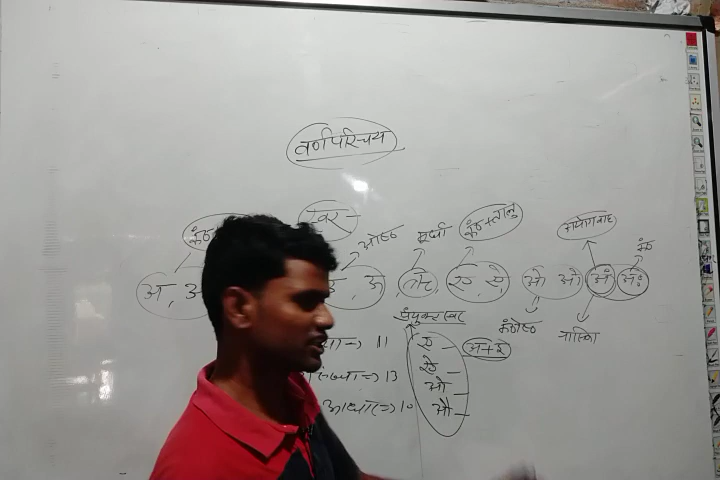 वर्णपरिचय
स्वर -
कंठ
ओष्ठ
मूर्धा
कंठ+तालु
अयोगवाह
कंठ
अ,
ऊ
ए, ऐ
ओ औ
अं
अः
संयुक्त स्वर
कंठोष्ठ
नासिका
=> 11
ए -
अ+इ
संख्या => 13
ऐ -
ओ -
=> 10
औ -